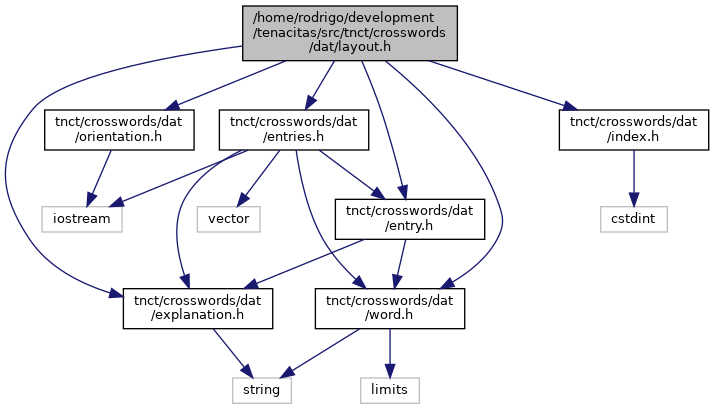 /home/rodrigo/development
/tenacitas/src/tnct/crosswords
/dat/layout.h
tnct/crosswords/dat
/orientation.h
tnct/crosswords/dat
/entries.h
tnct/crosswords/dat
/index.h
iostream
vector
tnct/crosswords/dat
/entry.h
cstdint
tnct/crosswords/dat
/explanation.h
tnct/crosswords/dat
/word.h
string
limits